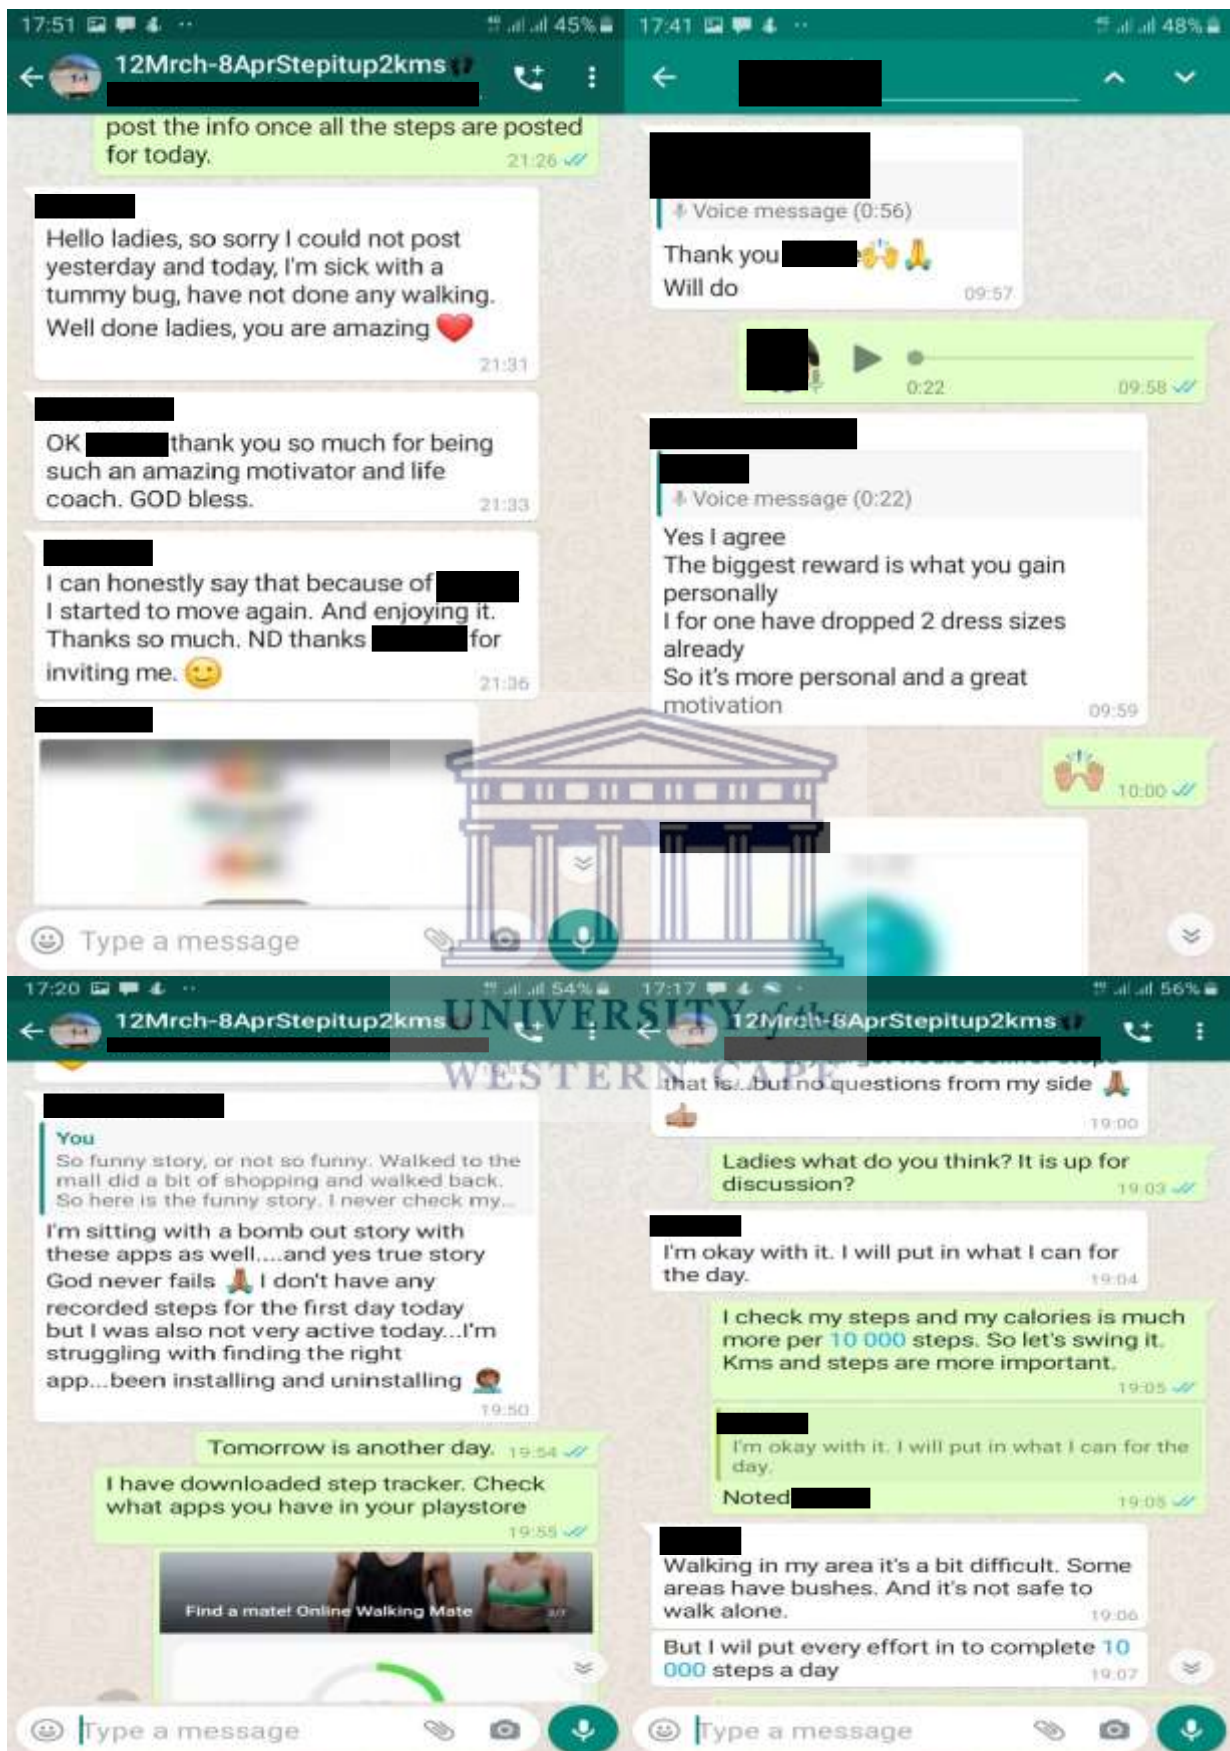 17:51 45%
12Mrch-8AprStepitup2kms
post the info once all the steps are posted
for today. 21:26
Hello ladies, so sorry I could not post
yesterday and today, I'm sick with a
tummy bug, have not done any walking.
Well done ladies, you are amazing ❤️
21:31
OK thank you so much for being
such an amazing motivator and life
coach. GOD bless. 21:33
I can honestly say that because of
I started to move again. And enjoying it.
Thanks so much. ND thanks for
inviting me. 🙂 21:36
Type a message
17:41 48%
Voice message (0:56)
Thank you 🙌🙏
Will do 09:57
0:22 09:58
Voice message (0:22)
Yes I agree
The biggest reward is what you gain
personally
I for one have dropped 2 dress sizes
already
So it's more personal and a great
motivation 09:59
🙌 10:00
UNIVERSITY of the
WESTERN CAPE
17:20 54%
12Mrch-8AprStepitup2kms
You
So funny story, or not so funny. Walked to the
mall did a bit of shopping and walked back.
So here is the funny story. I never check my...
I'm sitting with a bomb out story with
these apps as well....and yes true story
God never fails 🙏 I don't have any
recorded steps for the first day today
but I was also not very active today...I'm
struggling with finding the right
app...been installing and uninstalling 🤦
19:50
Tomorrow is another day. 19:54
I have downloaded step tracker. Check
what apps you have in your playstore
19:55
Find a mate! Online Walking Mate
Type a message
17:17 56%
12Mrch-8AprStepitup2kms
that is...but no questions from my side 🙏
👍 19:00
Ladies what do you think? It is up for
discussion? 19:03
I'm okay with it. I will put in what I can for
the day. 19:04
I check my steps and my calories is much
more per 10 000 steps. So let's swing it.
Kms and steps are more important.
19:05
I'm okay with it. I will put in what I can for the
day.
Noted 19:05
Walking in my area it's a bit difficult. Some
areas have bushes. And it's not safe to
walk alone. 19:06
But I wil put every effort in to complete 10
000 steps a day 19:07
Type a message